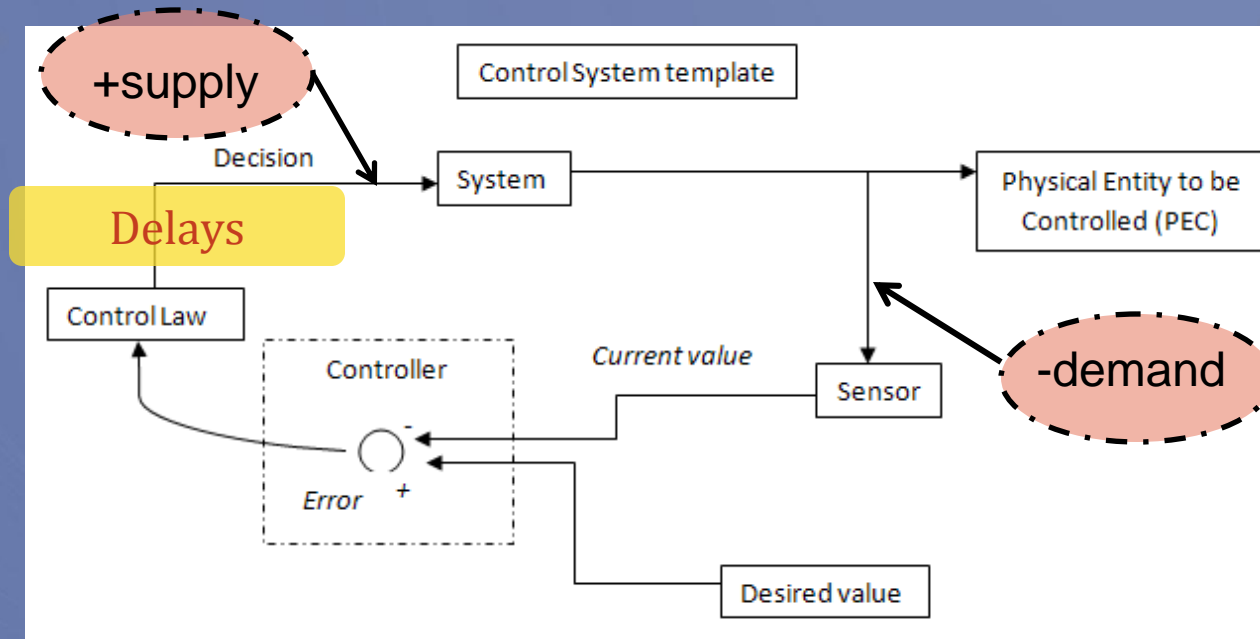 +supply
Control System template
Decision
System
Physical Entity to be
Controlled (PEC)
Delays
Control Law
Controller
Current value
Sensor
-demand
-
Error
+
Desired value